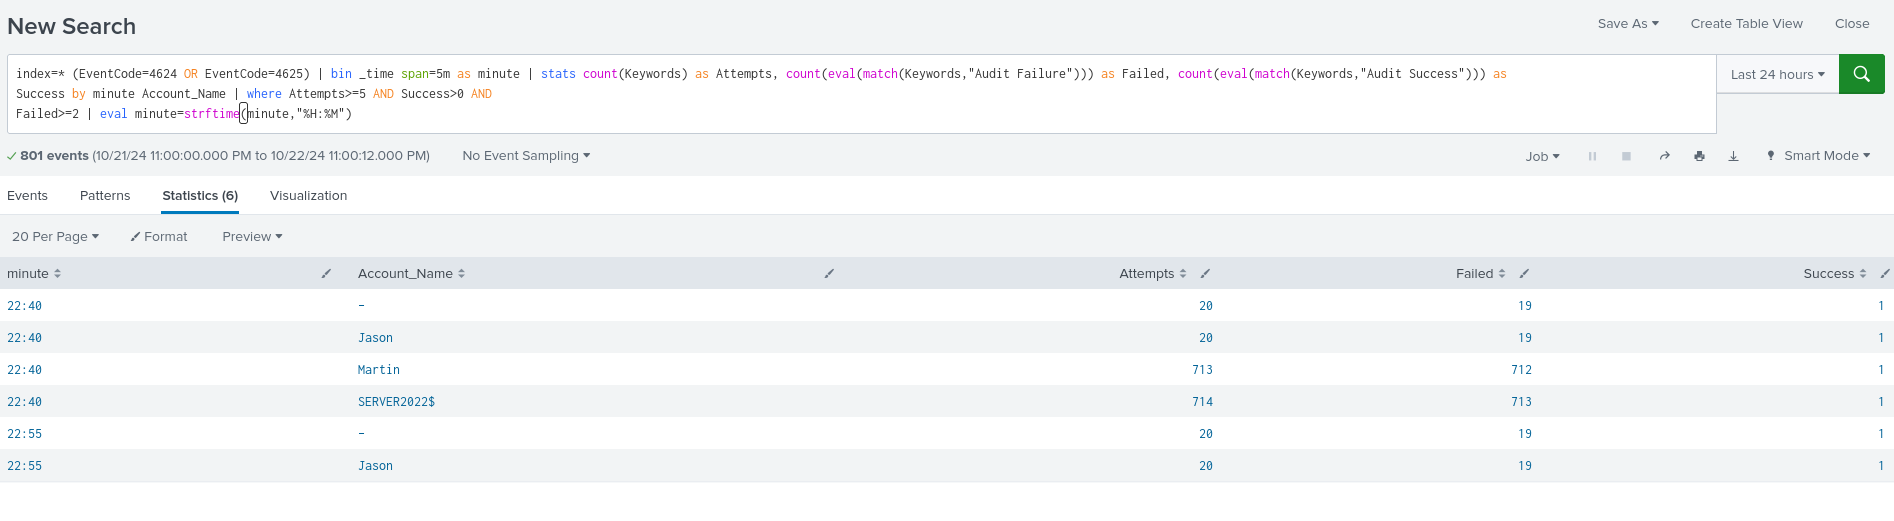 New Search
Save As Create Table View Close
index=* (EventCode=4624 OR EventCode=4625) | bin _time span=5m as minute | stats count(Keywords) as Attempts, count(eval(match(Keywords,"Audit Failure"))) as Failed, count(eval(match(Keywords,"Audit Success"))) as
Success by minute Account_Name | where Attempts>=5 AND Success>0 AND
Failed>=2 | eval minute=strftime(minute,"%H:%M")
Last 24 hours
801 events (10/21/24 11:00:00.000 PM to 10/22/24 11:00:12.000 PM) No Event Sampling Job Smart Mode
Events Patterns Statistics (6) Visualization
20 Per Page Format Preview
minute Account_Name Attempts Failed Success
22:40 - 20 19 1
22:40 Jason 20 19 1
22:40 Martin 713 712 1
22:40 SERVER2022$ 714 713 1
22:55 - 20 19 1
22:55 Jason 20 19 1